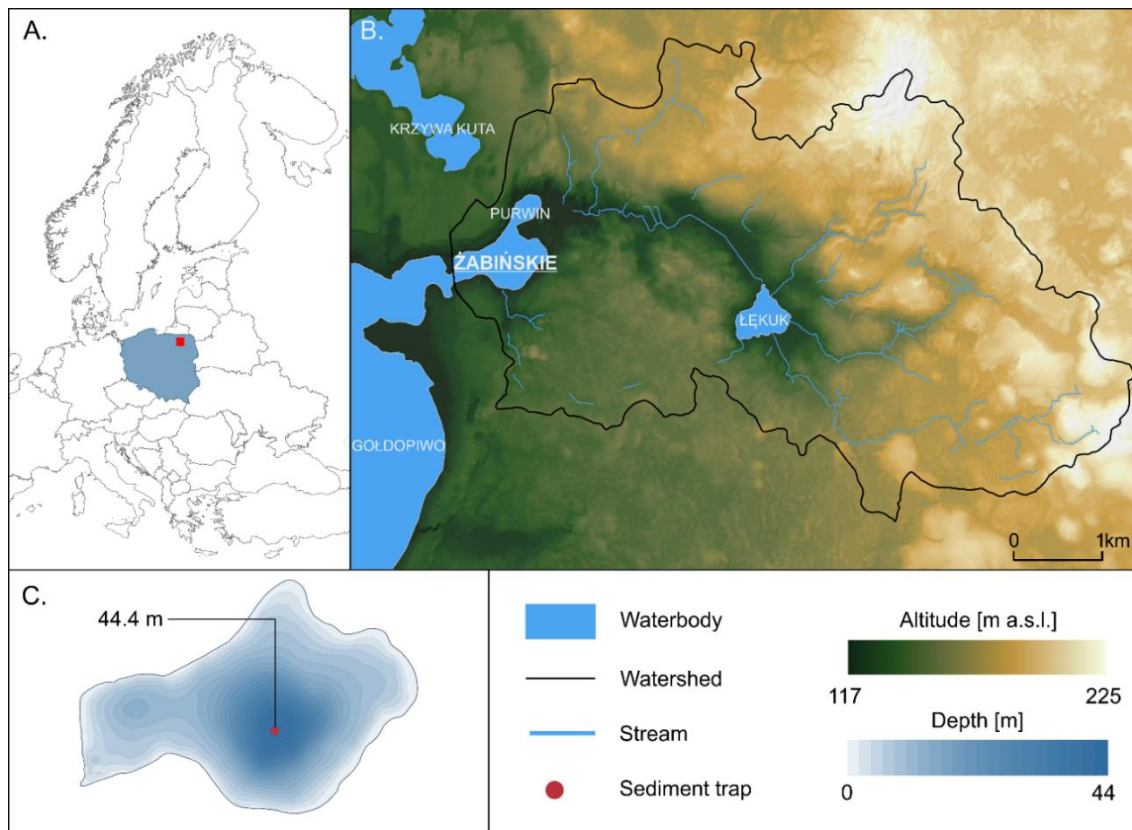 A.
B.
KRZYWA KUTA
PURWIN
ŻABIŃSKIE
ŁĘKUK
GOŁDOPIWO
0 1km
C.
44.4 m
Waterbody
Watershed
Stream
Sediment trap
Altitude [m a.s.l.]
117 225
Depth [m]
0 44